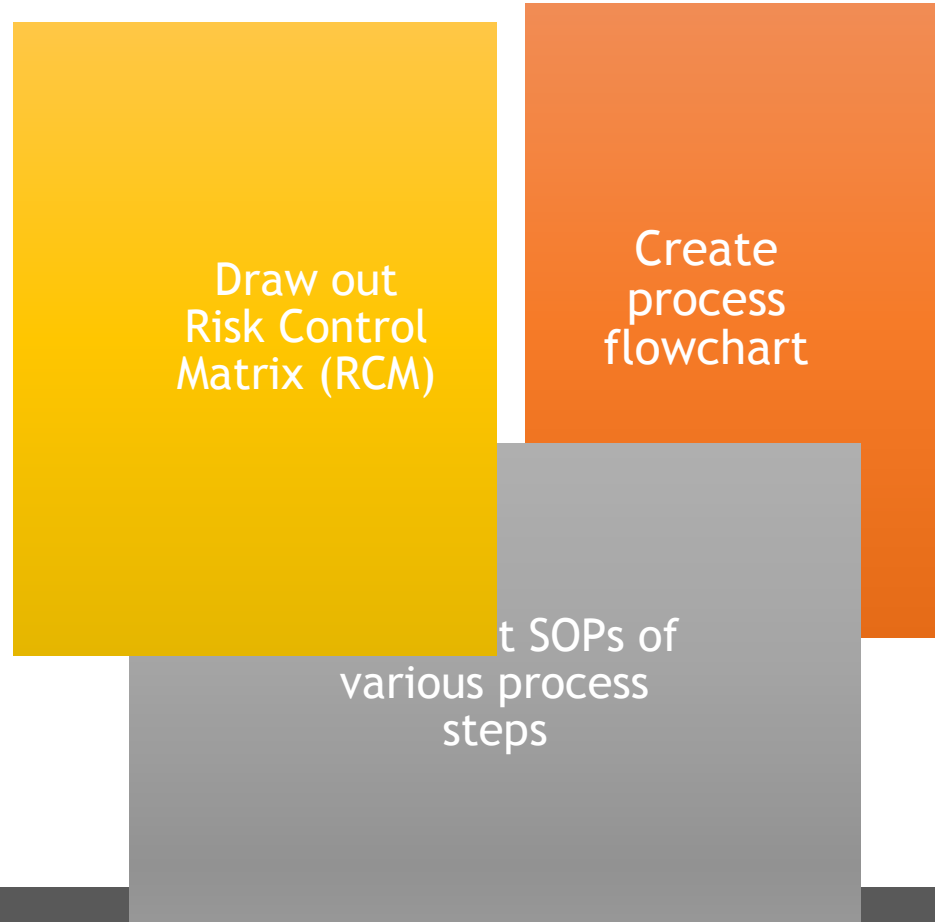 Draw out
Risk Control
Matrix (RCM)
Create
process
flowchart
t SOPs of
various process
steps